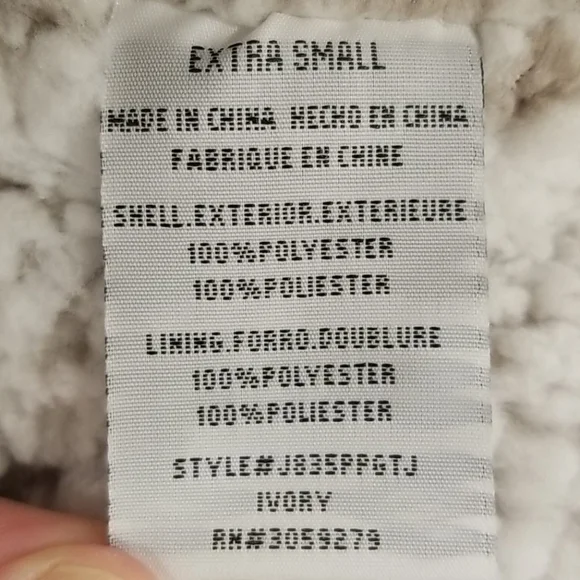 EXTRA SMALL
MADE IN CHINA HECHO EN CHINA
FABRIQUE EN CHINE
SHELL.EXTERIOR.EXTERIEURE
100%POLYESTER
100%POLIESTER
LINING.FORRO.DOUBLURE
100%POLYESTER
100%POLIESTER
STYLE#J835PPGTJ
IVORY
RN#3059279